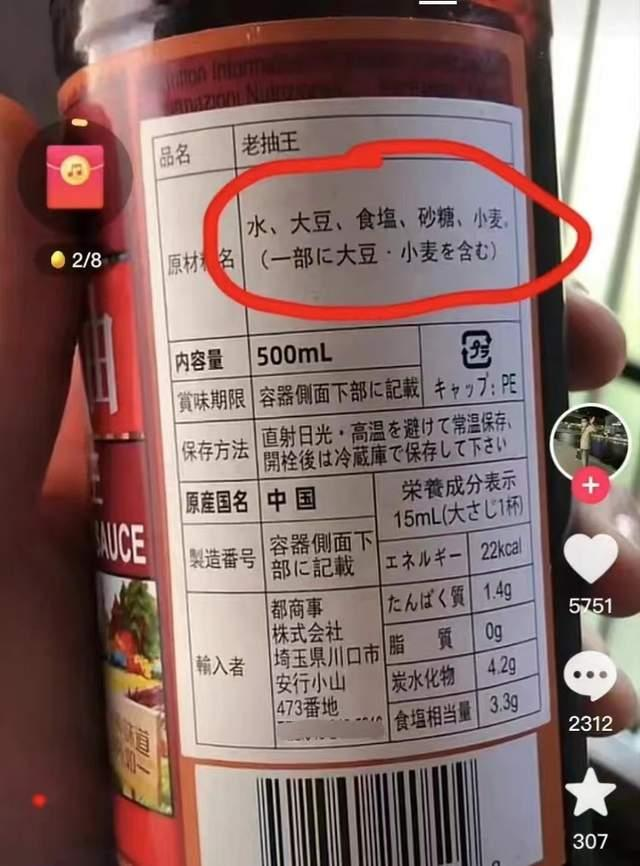 品名 老抽王
原材料名 水、大豆、食塩、砂糖、小麦。
(一部に大豆・小麦を含む)
内容量 500mL
プラ
キャップ: PE
賞味期限 容器側面下部に記載
保存方法 直射日光・高温を避けて常温保存、
開栓後は冷蔵庫で保存して下さい
原産国名 中国
製造番号 容器側面下
部に記載
輸入者 都商事
株式会社
埼玉県川口市
安行小山
473番地
栄養成分表示
15mL(大さじ1杯)
エネルギー 22kcal
たんぱく質 1.4g
脂 質 0g
炭水化物 4.2g
食塩相当量 3.3g
SAUCE
2/8
5751
2312
307